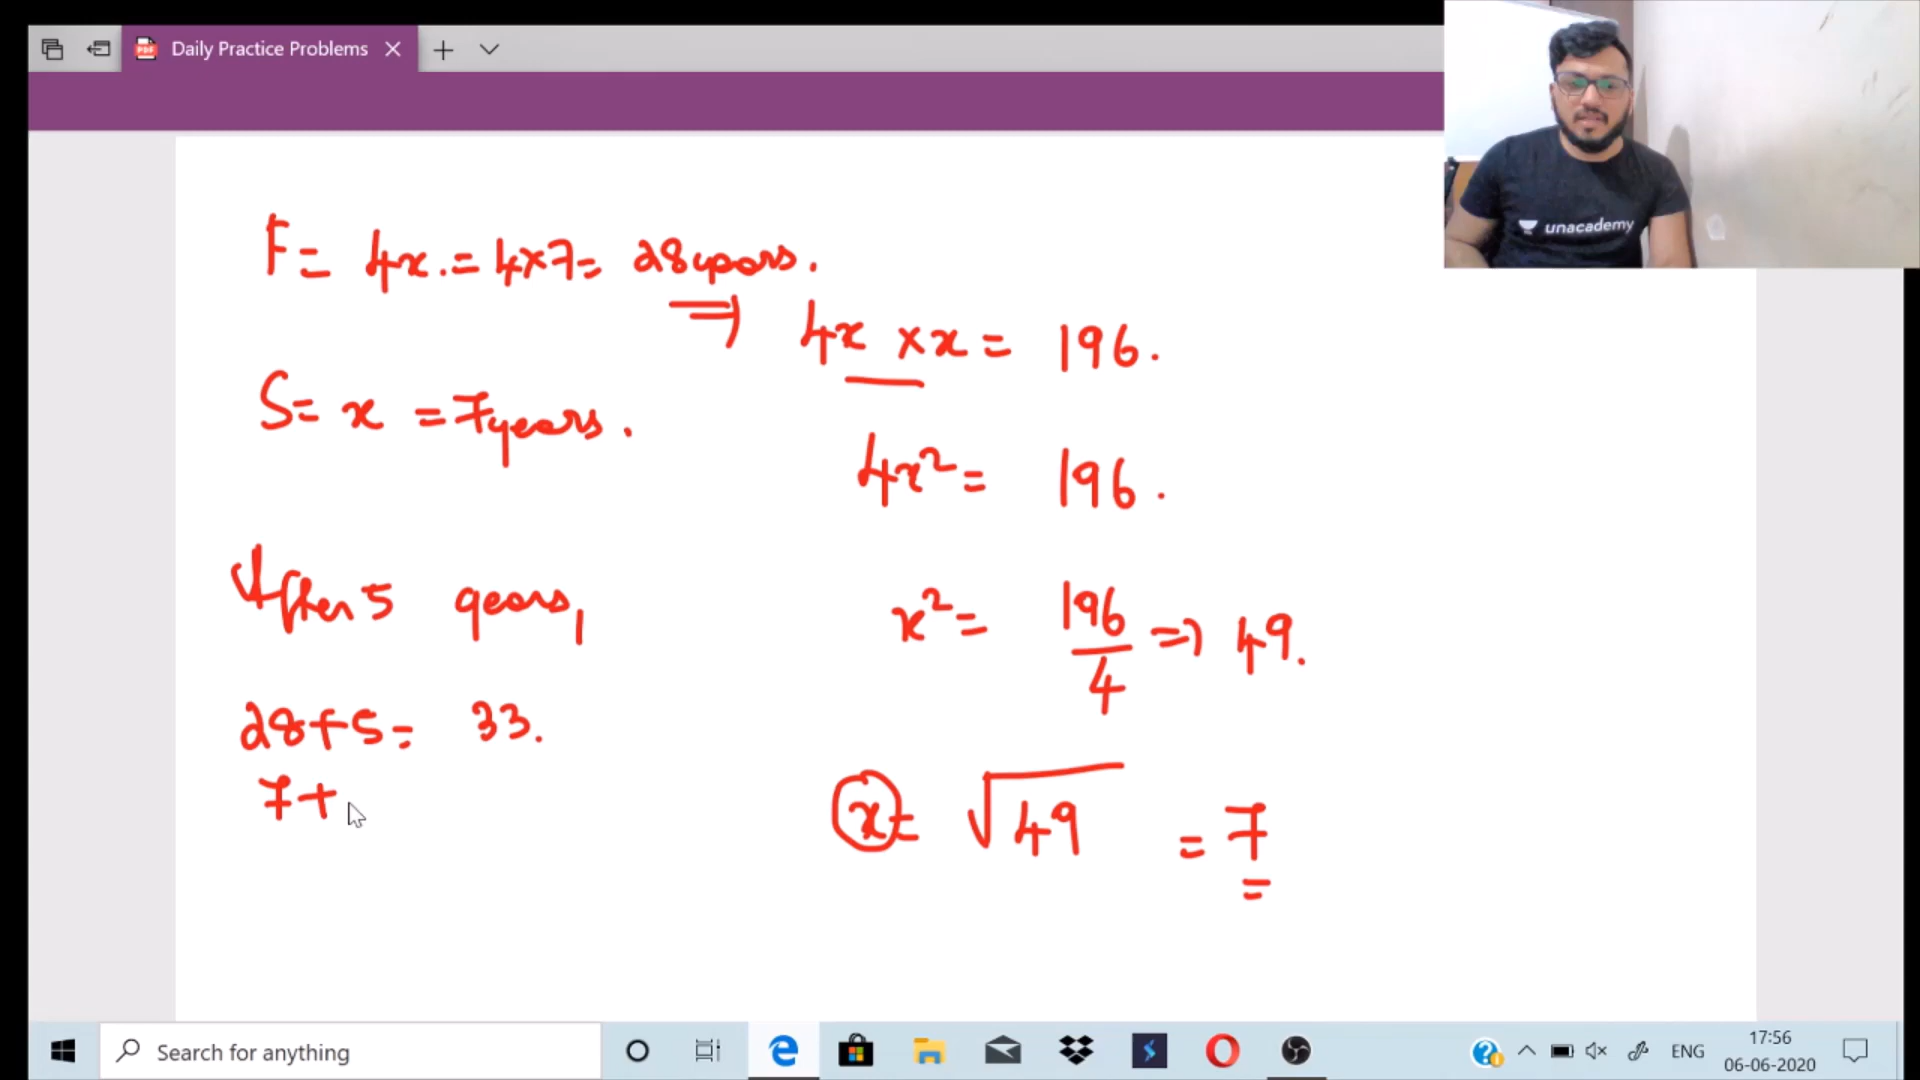 Daily Practice Problems
unacademy
F = 4x. = 4×7 = 28 years.
⇒ 4x × x = 196.
S = x = 7 years.
4x² = 196.
After 5 years,
x² = 196/4 ⇒ 49.
28+5 = 33.
7+
x = √49 = 7
Search for anything
ENG
17:56
06-06-2020